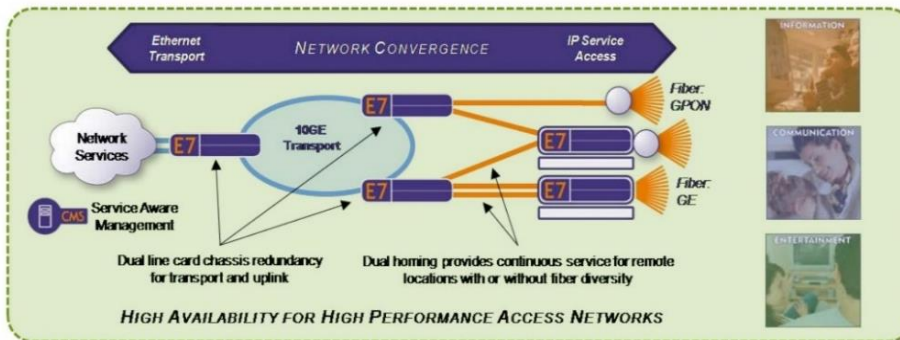 Ethernet
Transport
NETWORK CONVERGENCE
IP Service
Access
INFORMATION
E7
Fiber:
GPON
Network
Services
E7
10GE
Transport
E7
COMMUNICATION
E7
E7
Fiber:
GE
CMS
Service Aware
Management
Dual line card chassis redundancy
for transport and uplink
Dual homing provides continuous service for remote
locations with or without fiber diversity
ENTERTAINMENT
HIGH AVAILABILITY FOR HIGH PERFORMANCE ACCESS NETWORKS